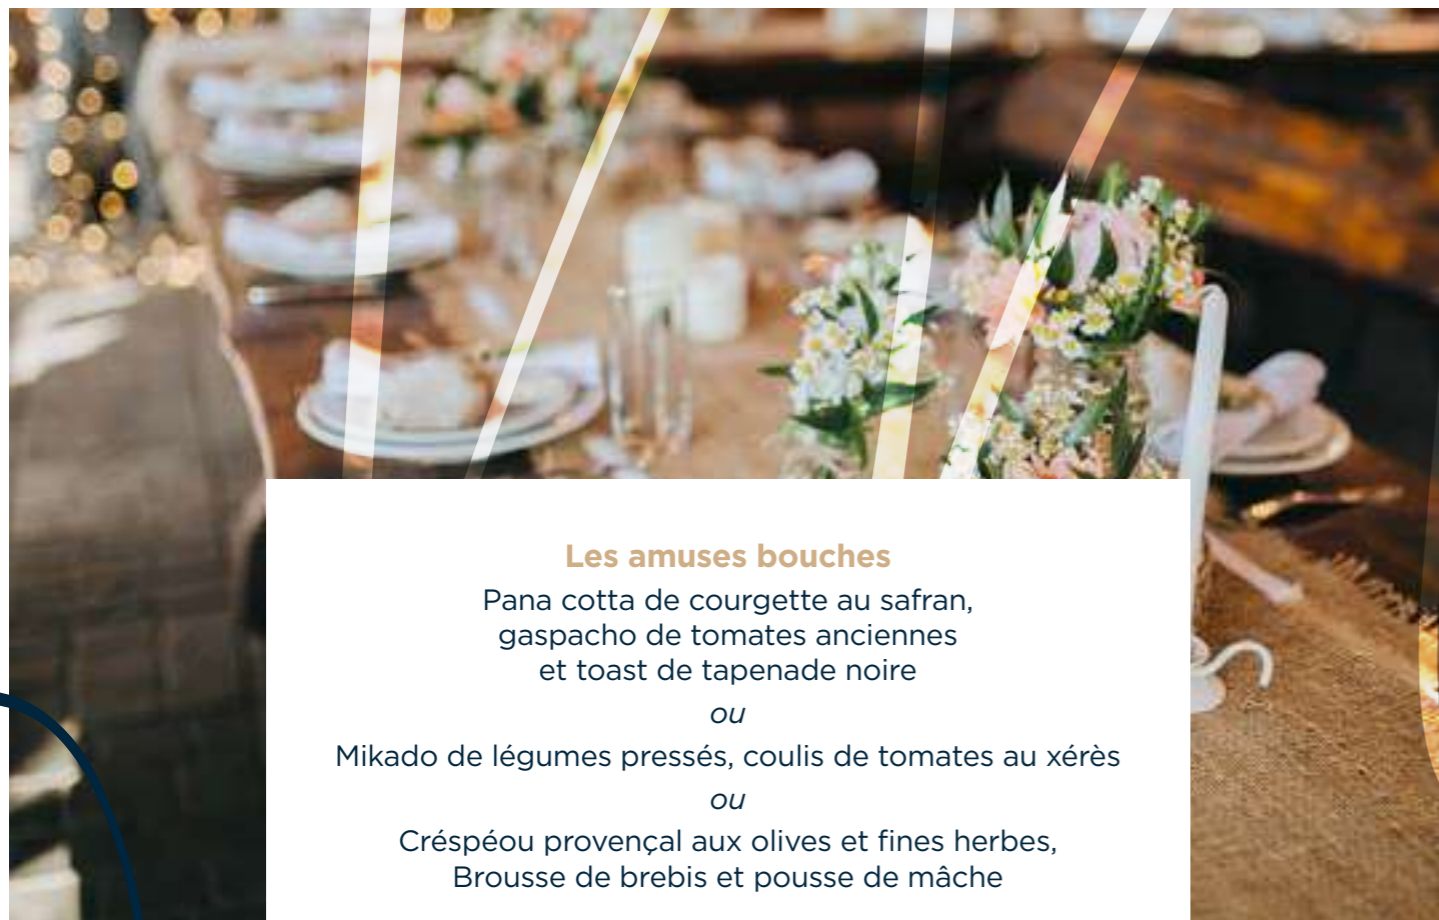 Les amuses bouches
Pana cotta de courgette au safran,
gaspacho de tomates anciennes
et toast de tapenade noire
ou
Mikado de légumes pressés, coulis de tomates au xérès
ou
Créspéou provençal aux olives et fines herbes,
Brousse de brebis et pousse de mâche